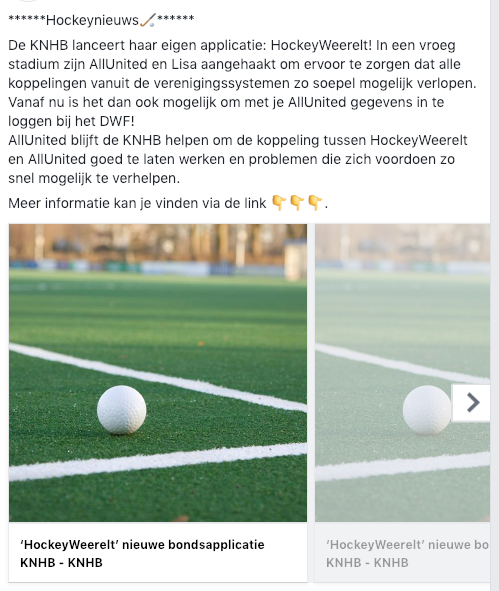 ******Hockeynieuws🏑******
De KNHB lanceert haar eigen applicatie: HockeyWeerelt! In een vroeg
stadium zijn AllUnited en Lisa aangehaakt om ervoor te zorgen dat alle
koppelingen vanuit de verenigingssystemen zo soepel mogelijk verlopen.
Vanaf nu is het dan ook mogelijk om met je AllUnited gegevens in te
loggen bij het DWF!
AllUnited blijft de KNHB helpen om de koppeling tussen HockeyWeerelt
en AllUnited goed te laten werken en problemen die zich voordoen zo
snel mogelijk te verhelpen.
Meer informatie kan je vinden via de link 👇👇👇.
‘HockeyWeerelt’ nieuwe bondsapplicatie
KNHB - KNHB
‘HockeyWeerelt’ nieuwe bo
KNHB - KNHB